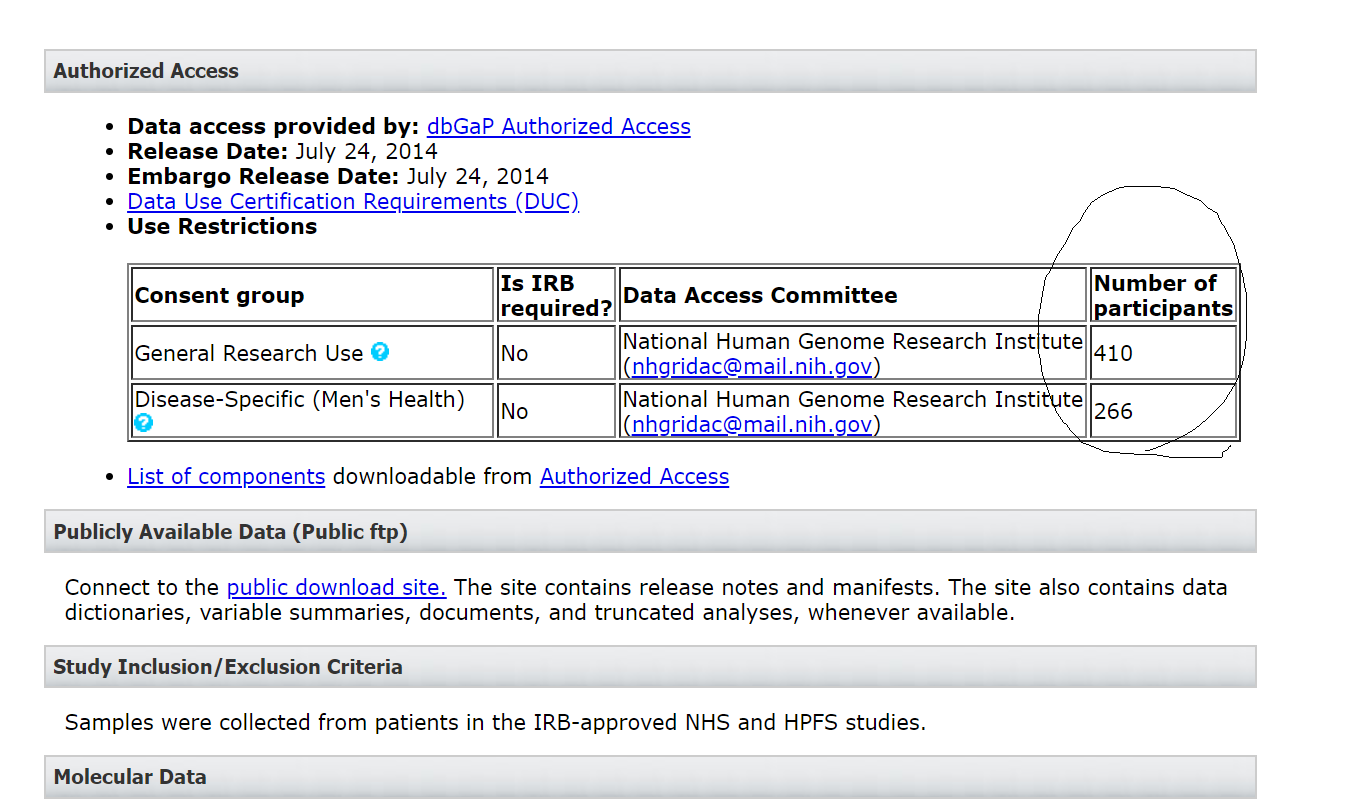 Authorized Access
• Data access provided by: dbGaP Authorized Access
• Release Date: July 24, 2014
• Embargo Release Date: July 24, 2014
• Data Use Certification Requirements (DUC)
• Use Restrictions
Consent group Is IRB required? Data Access Committee Number of participants
General Research Use ? No National Human Genome Research Institute (nhgridac@mail.nih.gov) 410
Disease-Specific (Men's Health) ? No National Human Genome Research Institute (nhgridac@mail.nih.gov) 266
• List of components downloadable from Authorized Access
Publicly Available Data (Public ftp)
Connect to the public download site. The site contains release notes and manifests. The site also contains data
dictionaries, variable summaries, documents, and truncated analyses, whenever available.
Study Inclusion/Exclusion Criteria
Samples were collected from patients in the IRB-approved NHS and HPFS studies.
Molecular Data